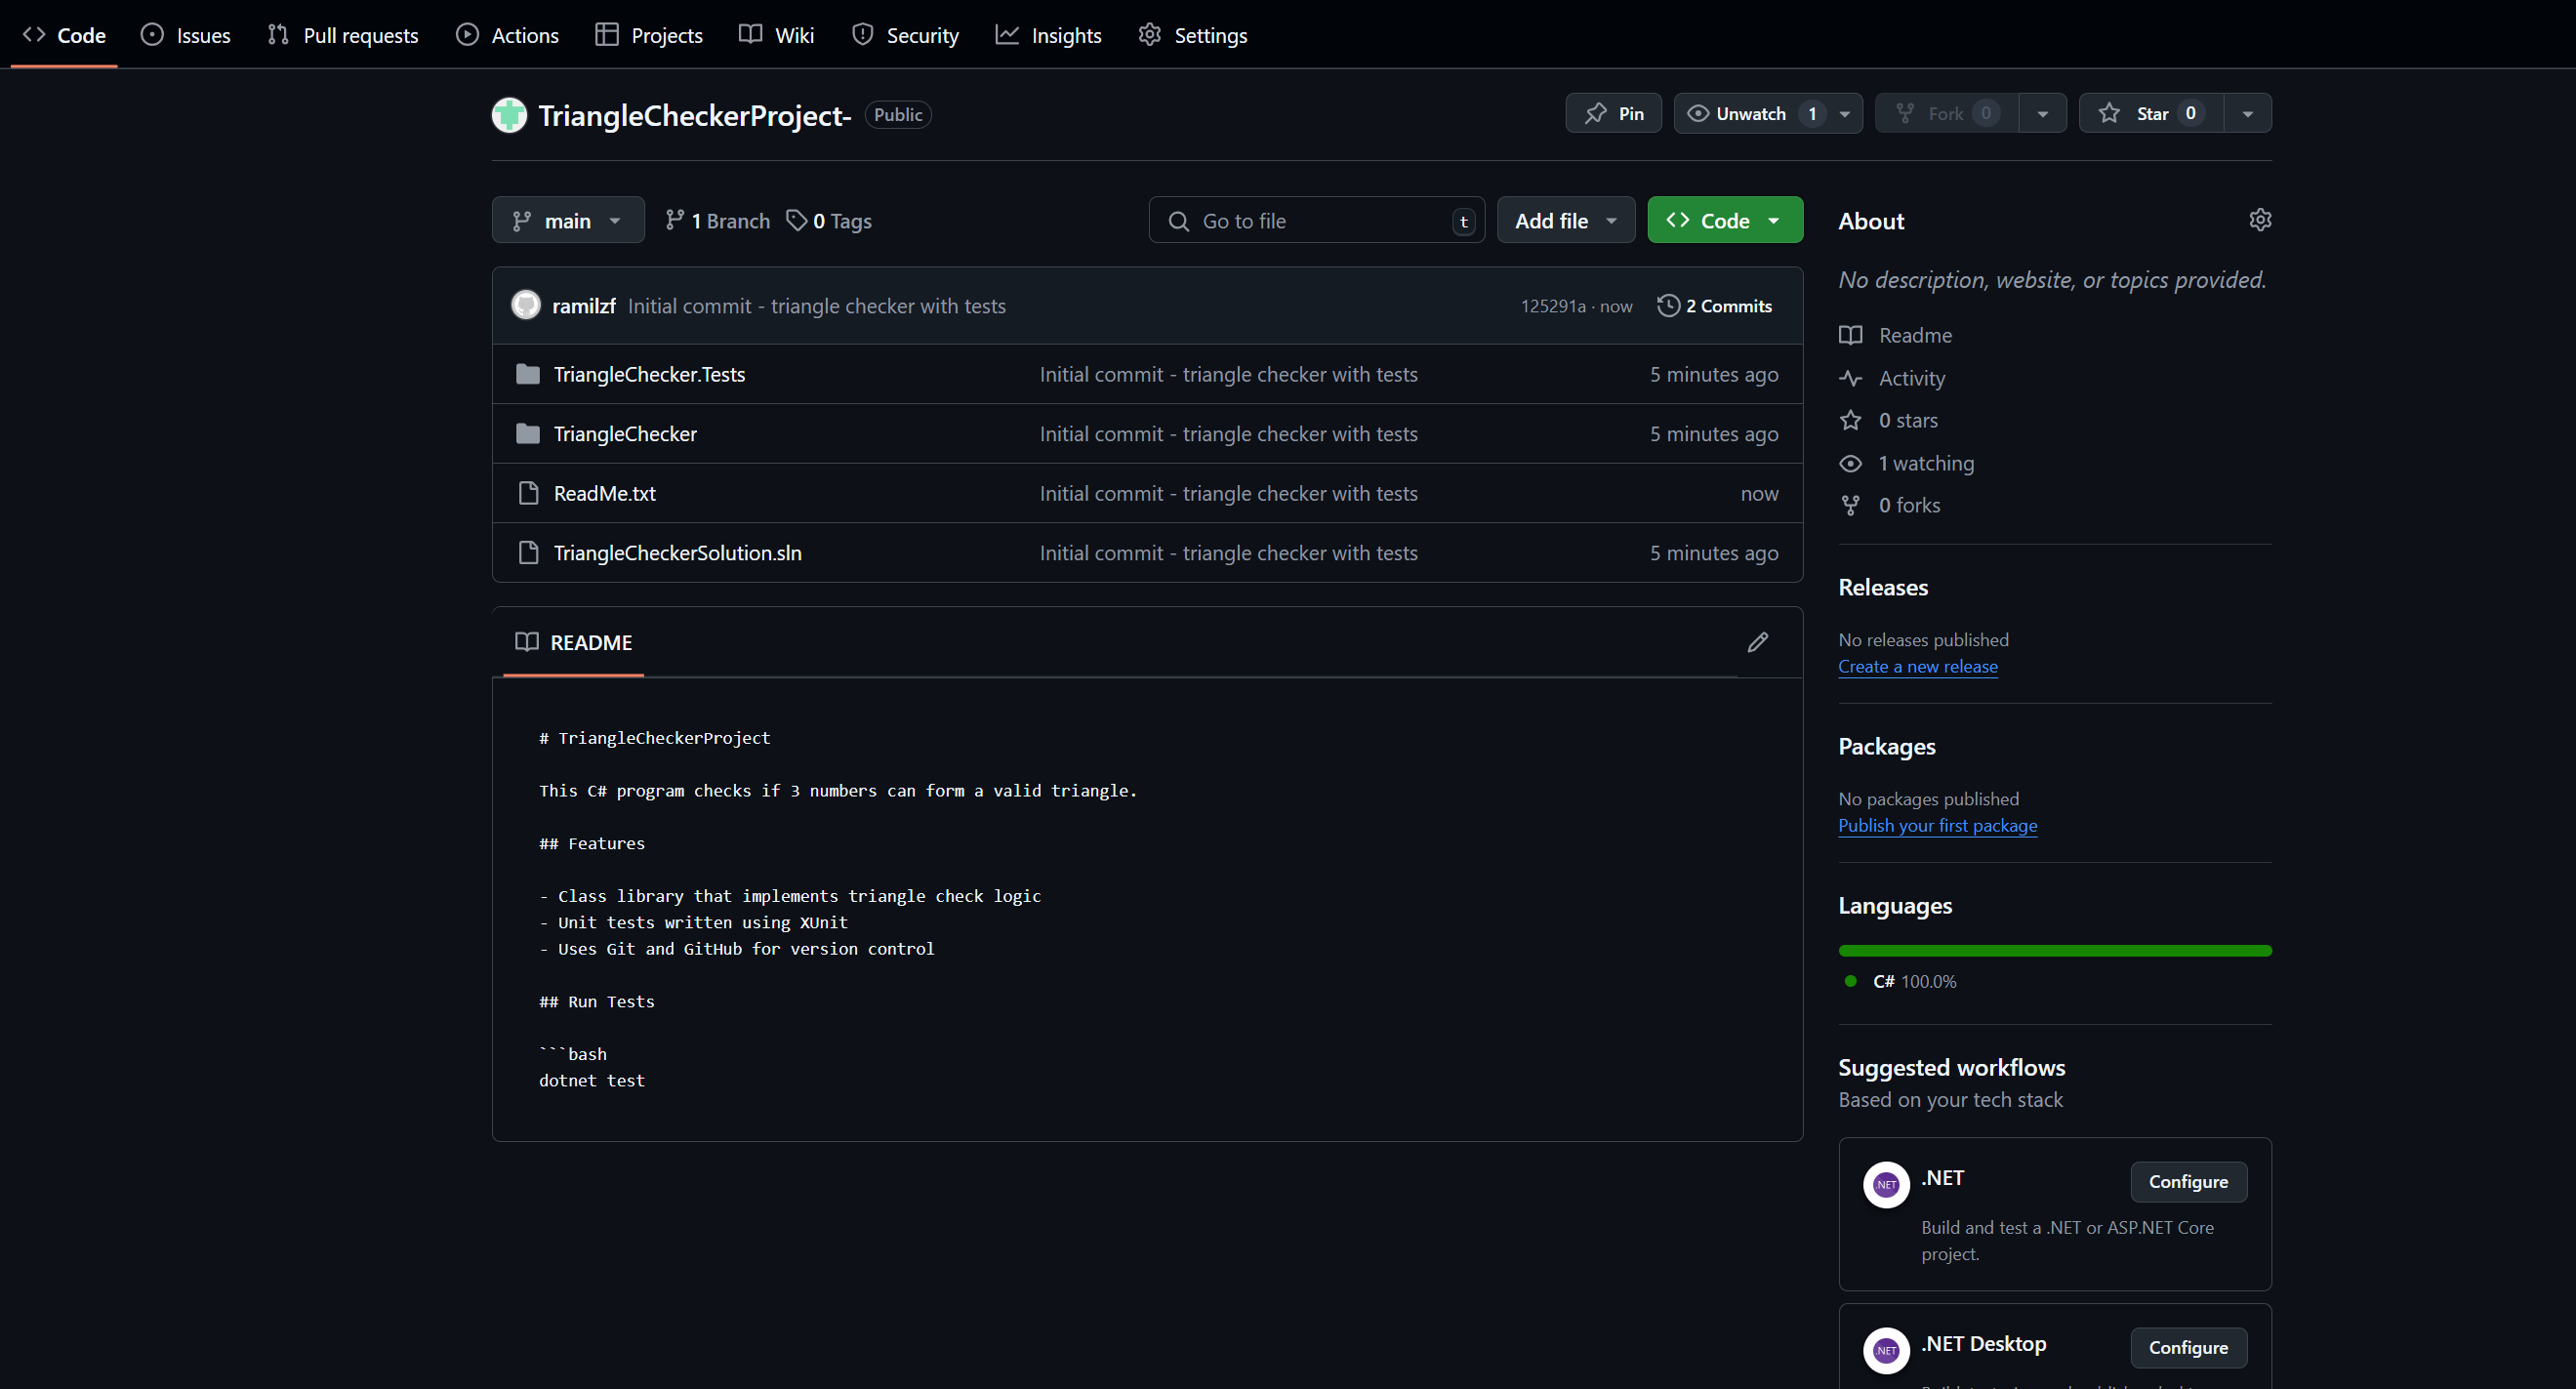 Code Issues Pull requests Actions Projects Wiki Security Insights Settings
TriangleCheckerProject- Public Pin Unwatch 1 Fork 0 Star 0
main 1 Branch 0 Tags Go to file t Add file Code
ramilzf Initial commit - triangle checker with tests 125291a · now 2 Commits
TriangleChecker.Tests Initial commit - triangle checker with tests 5 minutes ago
TriangleChecker Initial commit - triangle checker with tests 5 minutes ago
ReadMe.txt Initial commit - triangle checker with tests now
TriangleCheckerSolution.sln Initial commit - triangle checker with tests 5 minutes ago
README
# TriangleCheckerProject
This C# program checks if 3 numbers can form a valid triangle.
## Features
- Class library that implements triangle check logic
- Unit tests written using XUnit
- Uses Git and GitHub for version control
## Run Tests
```bash
dotnet test
About
No description, website, or topics provided.
Readme
Activity
0 stars
1 watching
0 forks
Releases
No releases published
Create a new release
Packages
No packages published
Publish your first package
Languages
C# 100.0%
Suggested workflows
Based on your tech stack
.NET .NET Configure
Build and test a .NET or ASP.NET Core
project.
.NET .NET Desktop Configure